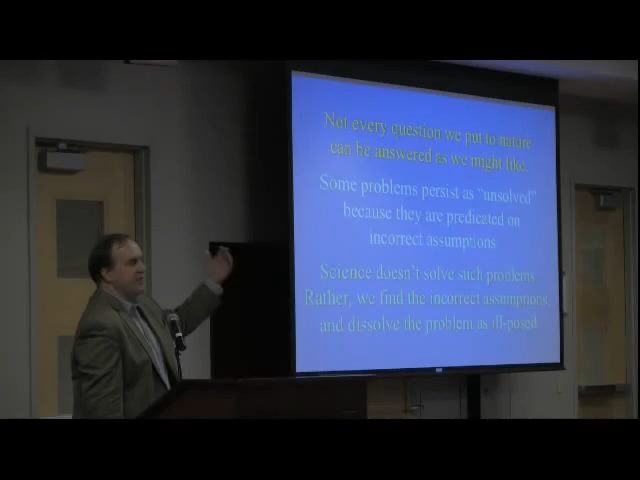 Not every question we put to nature
can be answered as we might like.
Some problems persist as “unsolved”
because they are predicated on
incorrect assumptions
Science doesn't solve such problems.
Rather, we find the incorrect assumptions,
and dissolve the problem as ill-posed.